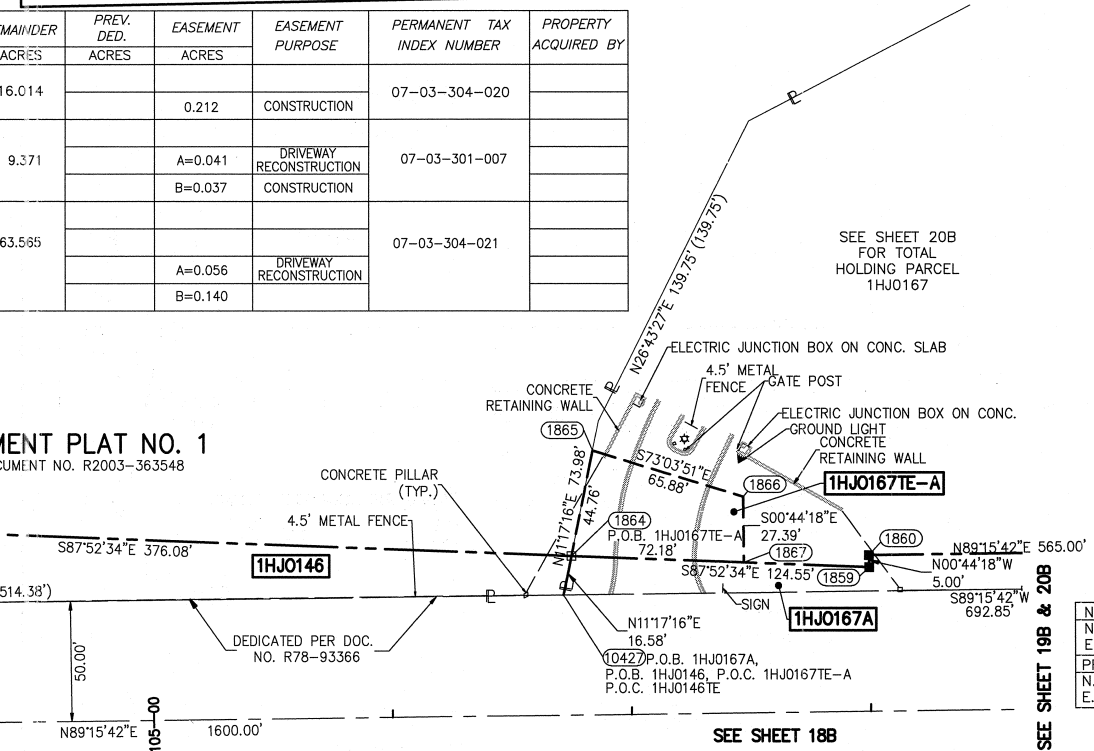 PREV. DED.
EASEMENT
EASEMENT PURPOSE
PERMANENT TAX INDEX NUMBER
PROPERTY ACQUIRED BY
ACRES
ACRES
ACRES
16.014
07-03-304-020
0.212
CONSTRUCTION
9.371
A=0.041
DRIVEWAY RECONSTRUCTION
07-03-301-007
B=0.037
CONSTRUCTION
63.565
07-03-304-021
A=0.056
DRIVEWAY RECONSTRUCTION
B=0.140
N26°43'27"E 139.75' (139.75')
SEE SHEET 20B
FOR TOTAL
HOLDING PARCEL
1HJ0167
ELECTRIC JUNCTION BOX ON CONC. SLAB
4.5' METAL
FENCE
GATE POST
CONCRETE
RETAINING WALL
ELECTRIC JUNCTION BOX ON CONC.
GROUND LIGHT
CONCRETE
RETAINING WALL
MENT PLAT NO. 1
CUMENT NO. R2003-363548
1865
S73°03'51"E
65.88'
1866
1HJ0167TE-A
CONCRETE PILLAR
(TYP.)
N11°17'16"E 73.98'
44.76'
4.5' METAL FENCE
1864
P.O.B. 1HJ0167TE-A
72.18'
S00°44'18"E
27.39'
1867
1860
N89°15'42"E 565.00'
S87°52'34"E 376.08'
1HJ0146
S87°52'34"E 124.55'
1859
N00°44'18"W
5.00'
S89°15'42"W
692.85'
514.38')
SIGN
1HJ0167A
DEDICATED PER DOC.
NO. R78-93366
N11°17'16"E
16.58'
10427 P.O.B. 1HJ0167A,
P.O.B. 1HJ0146, P.O.C. 1HJ0167TE-A
P.O.C. 1HJ0146TE
50.00'
N89°15'42"E
105-00
1600.00'
SEE SHEET 18B
SEE SHEET 19B & 20B
N
N.
E.